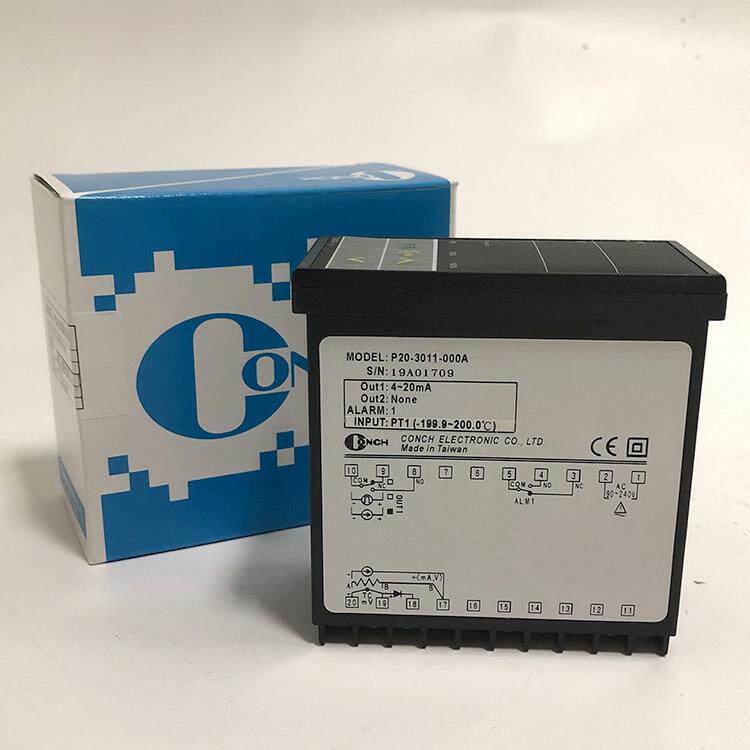 CONCH
CON
MODEL: P20-3011-000A
S/N: 19A01709
Out1: 4~20mA
Out2: None
ALARM: 1
INPUT: PT1 (-199.9~200.0℃)
CONCH CONCH ELECTRONIC CO., LTD.
Made in Taiwan
CE
10 9 8 7 6 5 4 3 2 1
COM NC NO COM NO NC AC
90~240V
OUT1 ALM1
- +
- +
- +(mA,V)
A B B
TC
mV
20 19 18 17 16 15 14 13 12 11